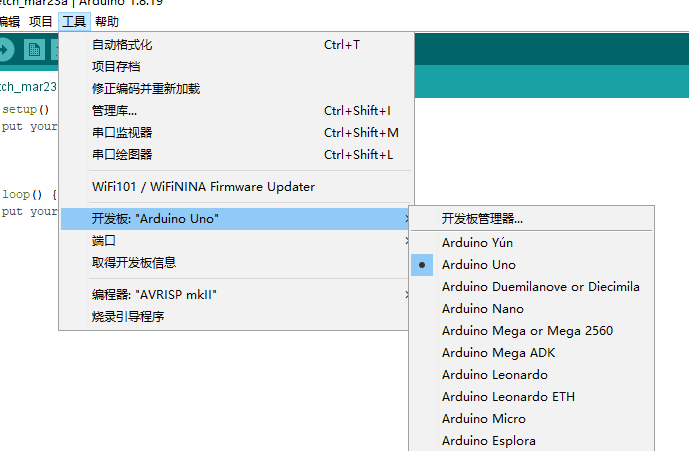 etch_mar23a | Arduino 1.8.19
编辑 项目 工具 帮助
tch_mar23
自动格式化 Ctrl+T
项目存档
修正编码并重新加载
管理库... Ctrl+Shift+I
串口监视器 Ctrl+Shift+M
串口绘图器 Ctrl+Shift+L
WiFi101 / WiFiNINA Firmware Updater
开发板: "Arduino Uno"
端口
取得开发板信息
编程器: "AVRISP mkII"
烧录引导程序
setup()
put your
loop() {
put your
开发板管理器...
Arduino Yún
Arduino Uno
Arduino Duemilanove or Diecimila
Arduino Nano
Arduino Mega or Mega 2560
Arduino Mega ADK
Arduino Leonardo
Arduino Leonardo ETH
Arduino Micro
Arduino Esplora